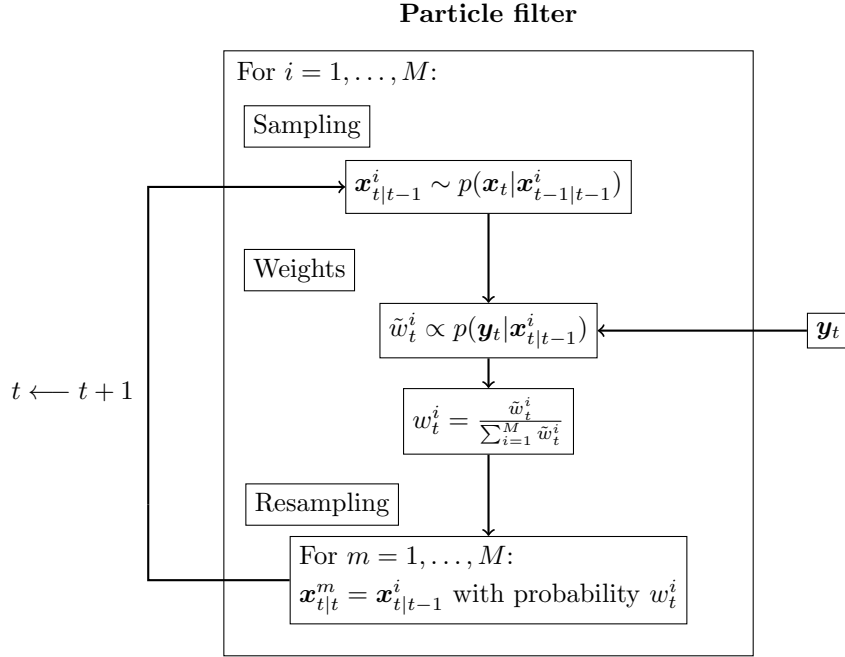 Particle filter
For i = 1, . . . , M:
Sampling
𝒙^i_{t|t−1} ∼ p(𝒙_t|𝒙^i_{t−1|t−1})
Weights
w̃^i_t ∝ p(𝒚_t|𝒙^i_{t|t−1})
𝒚_t
t ⟵ t + 1
w^i_t = \frac{w̃^i_t}{∑^M_{i=1} w̃^i_t}
Resampling
For m = 1, . . . , M:
𝒙^m_{t|t} = 𝒙^i_{t|t−1} with probability w^i_t